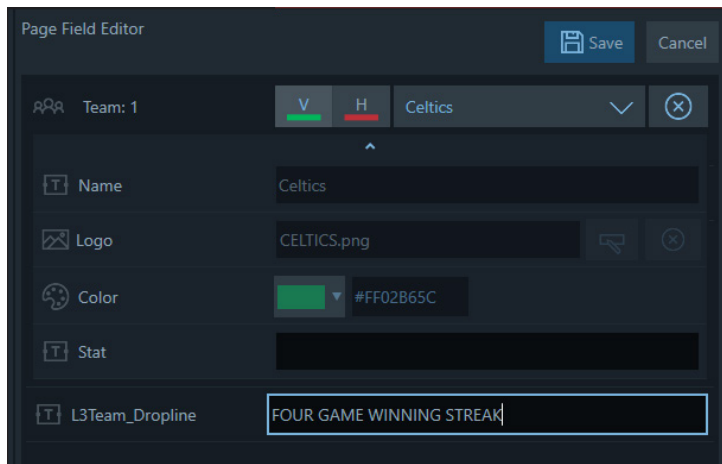 Page Field Editor
Save
Cancel
Team: 1
V
H
Celtics
Name
Celtics
Logo
CELTICS.png
Color
#FF02B65C
Stat
L3Team_Dropline
FOUR GAME WINNING STREAK